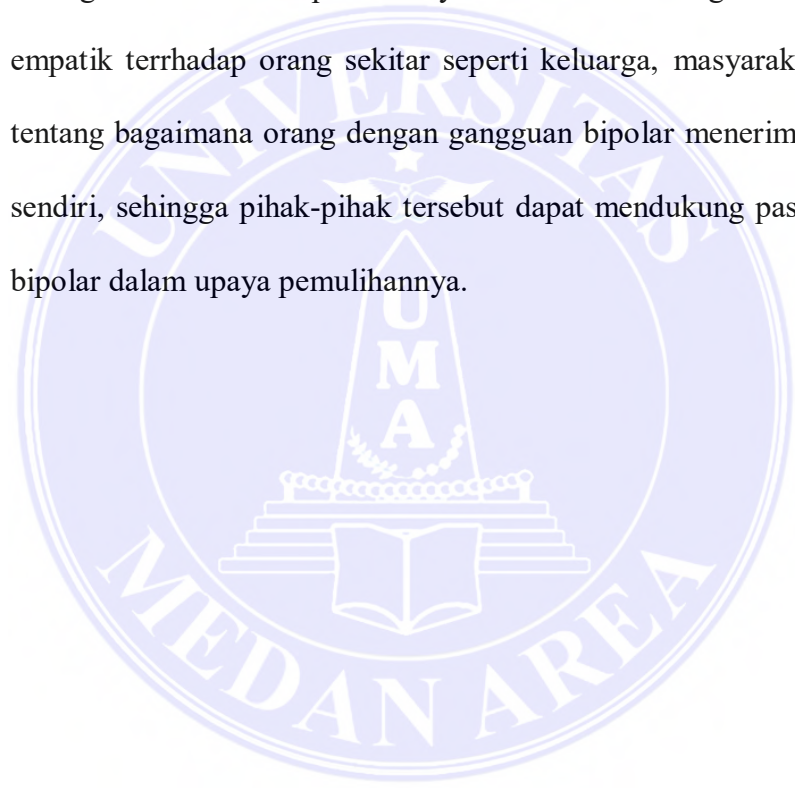 empatik terrhadap orang sekitar seperti keluarga, masyarak
tentang bagaimana orang dengan gangguan bipolar menerim
sendiri, sehingga pihak-pihak tersebut dapat mendukung pas
bipolar dalam upaya pemulihannya.
UNIVERSITAS
UMA
MEDAN AREA